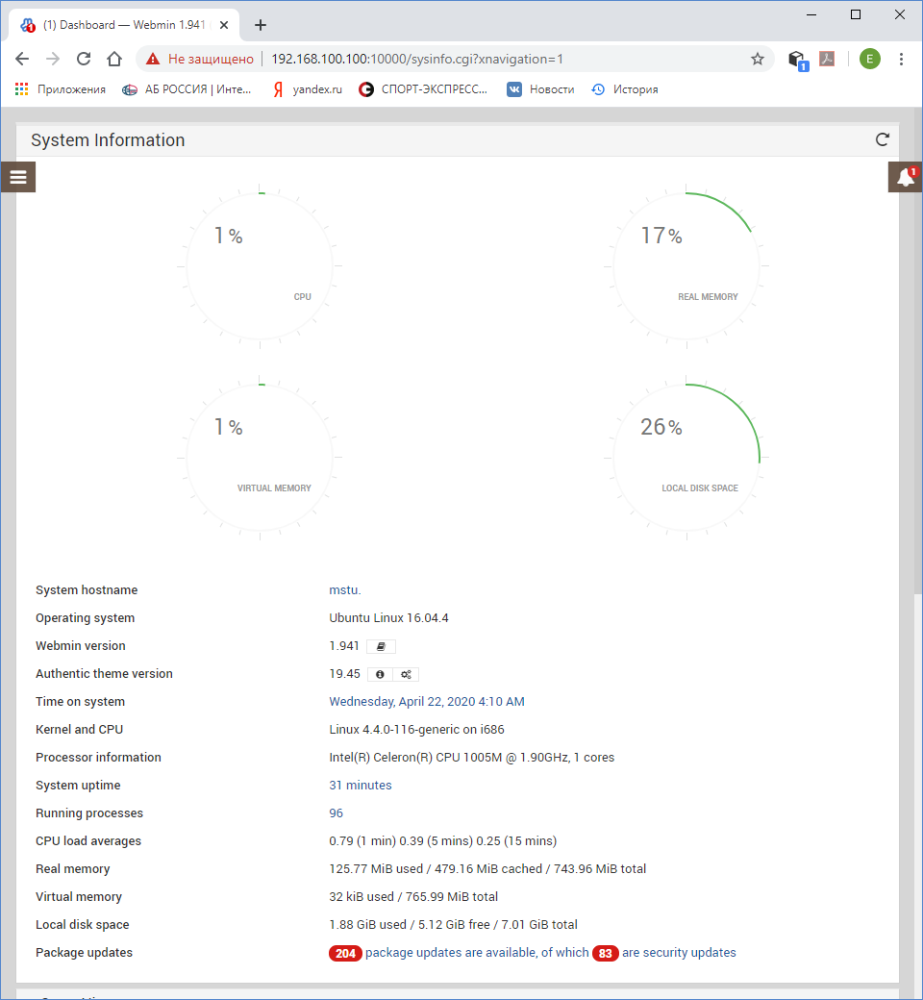 (1) Dashboard — Webmin 1.941
Не защищено 192.168.100.100:10000/sysinfo.cgi?xnavigation=1 1 E
Приложения АБ РОССИЯ | Инте... yandex.ru СПОРТ-ЭКСПРЕСС... Новости История
System Information
1
1% 17%
CPU REAL MEMORY
1% 26%
VIRTUAL MEMORY LOCAL DISK SPACE
System hostname mstu.
Operating system Ubuntu Linux 16.04.4
Webmin version 1.941
Authentic theme version 19.45
Time on system Wednesday, April 22, 2020 4:10 AM
Kernel and CPU Linux 4.4.0-116-generic on i686
Processor information Intel(R) Celeron(R) CPU 1005M @ 1.90GHz, 1 cores
System uptime 31 minutes
Running processes 96
CPU load averages 0.79 (1 min) 0.39 (5 mins) 0.25 (15 mins)
Real memory 125.77 MiB used / 479.16 MiB cached / 743.96 MiB total
Virtual memory 32 kiB used / 765.99 MiB total
Local disk space 1.88 GiB used / 5.12 GiB free / 7.01 GiB total
Package updates 204 package updates are available, of which 83 are security updates